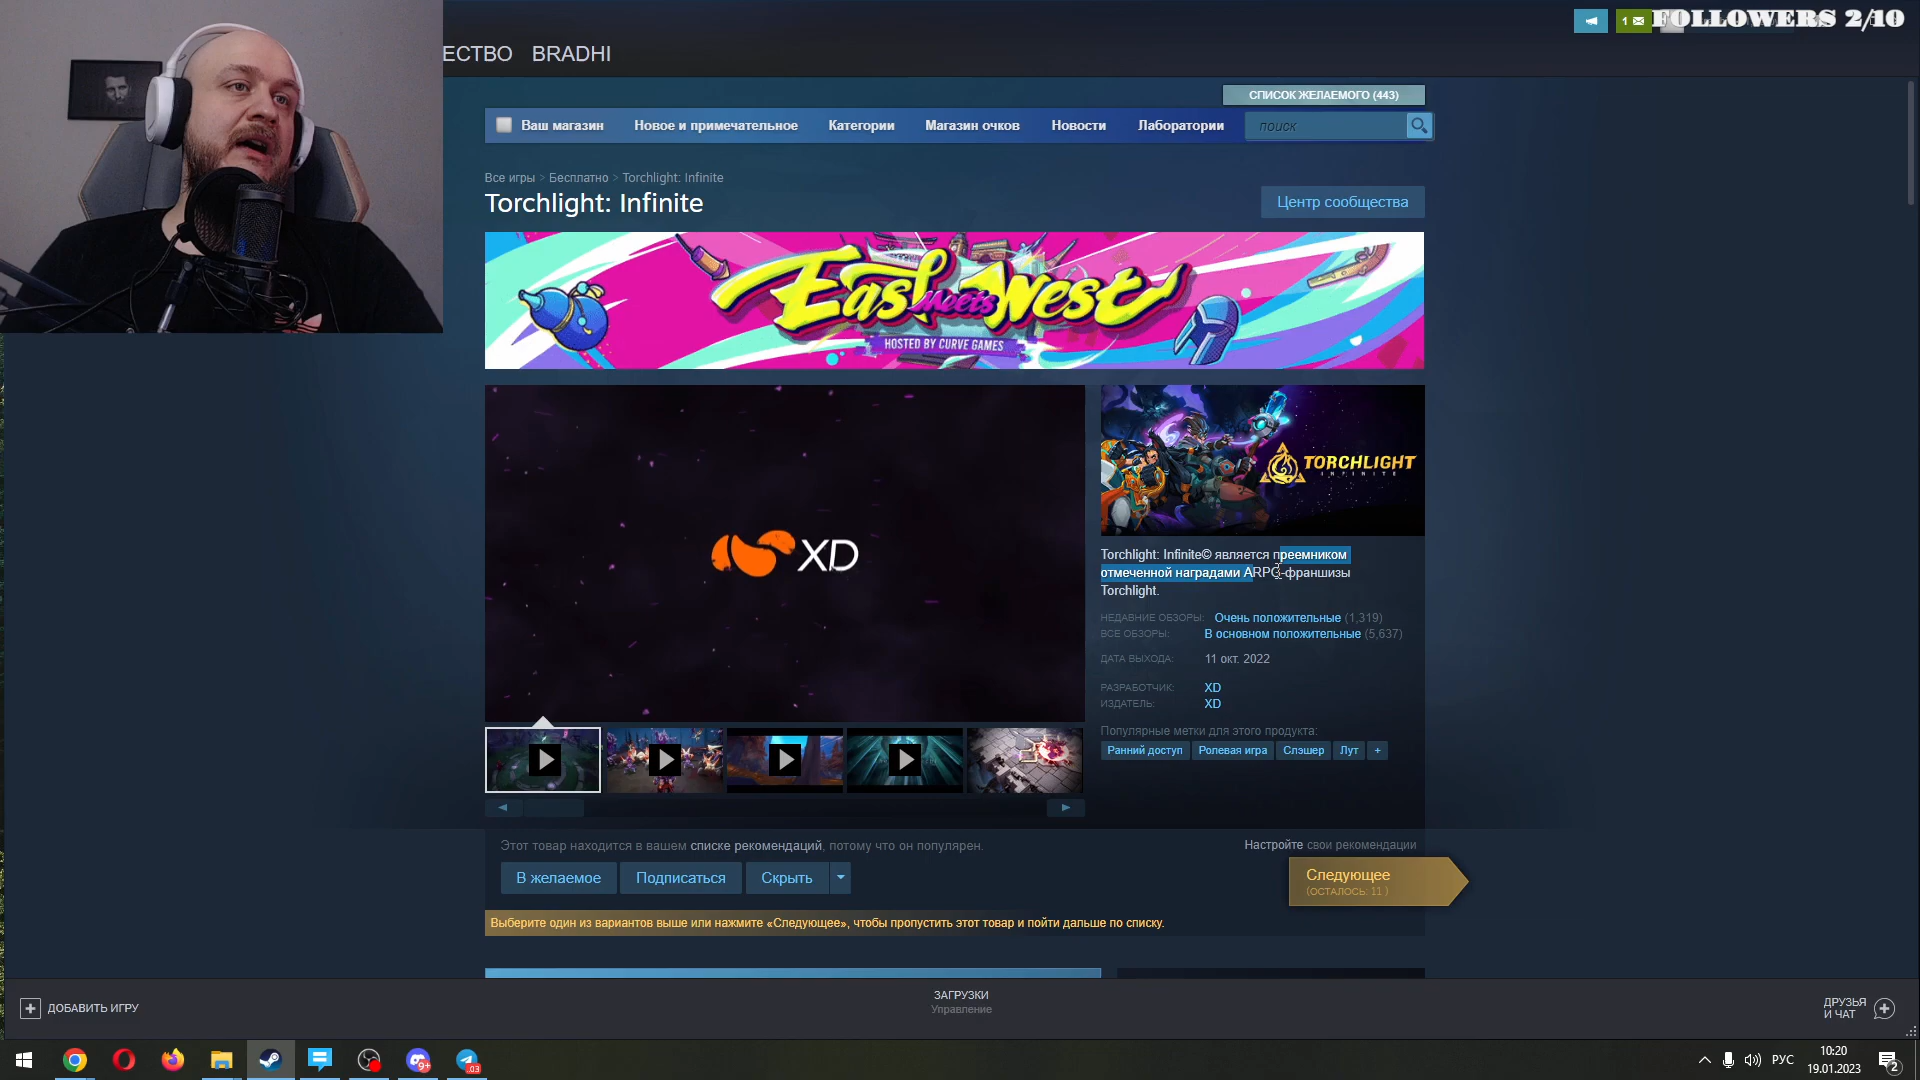 FOLLOWERS 2/10
1
ЕСТВО BRADHI
СПИСОК ЖЕЛАЕМОГО (443)
Ваш магазин Новое и примечательное Категории Магазин очков Новости Лаборатории поиск
Все игры > Бесплатно > Torchlight: Infinite
Torchlight: Infinite
Центр сообщества
East Meets West
HOSTED BY CURVE GAMES
XD
TORCHLIGHT
INFINITE
Torchlight: Infinite© является преемником
отмеченной наградами ARPG-франшизы
Torchlight.
НЕДАВНИЕ ОБЗОРЫ: Очень положительные (1,319)
ВСЕ ОБЗОРЫ: В основном положительные (5,637)
ДАТА ВЫХОДА: 11 окт. 2022
РАЗРАБОТЧИК: XD
ИЗДАТЕЛЬ: XD
Популярные метки для этого продукта:
Ранний доступ Ролевая игра Слэшер Лут +
Этот товар находится в вашем списке рекомендаций, потому что он популярен.
Настройте свои рекомендации
В желаемое Подписаться Скрыть
Следующее
(ОСТАЛОСЬ: 11 )
Выберите один из вариантов выше или нажмите «Следующее», чтобы пропустить этот товар и пойти дальше по списку.
ДОБАВИТЬ ИГРУ
ЗАГРУЗКИ
Управление
ДРУЗЬЯ
И ЧАТ
9+
.03
РУС
10:20
19.01.2023
2